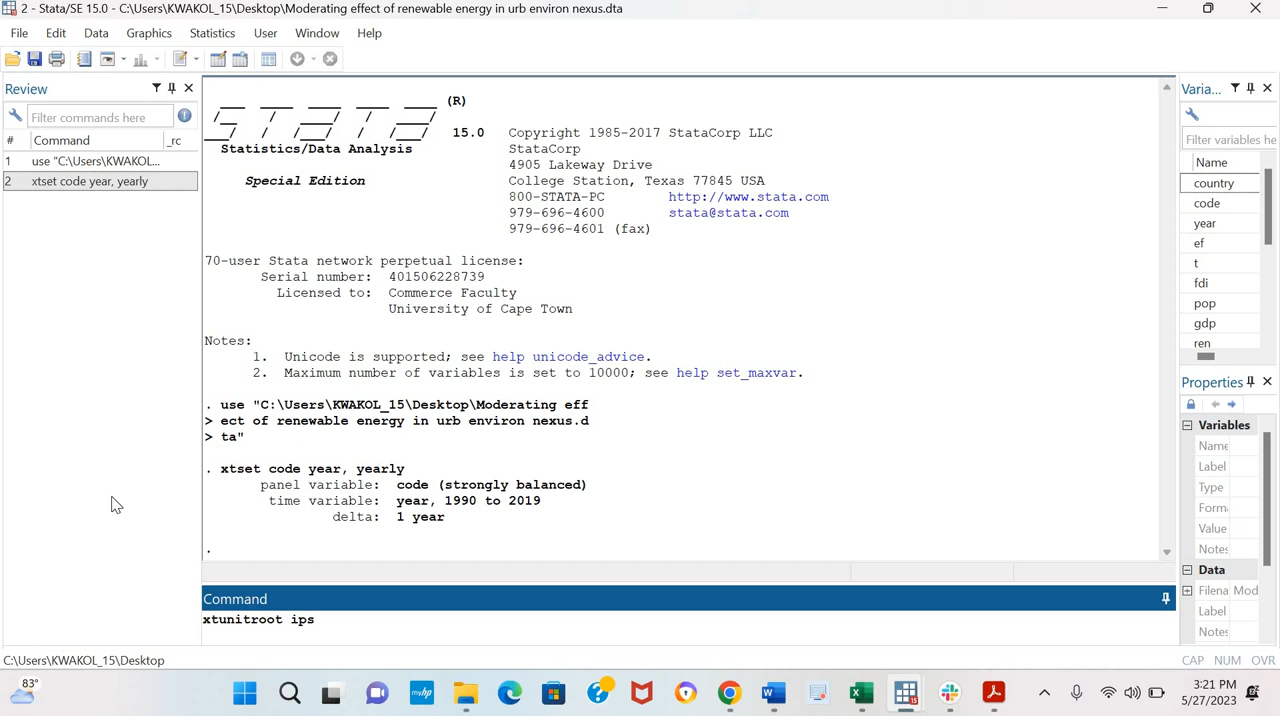 2 - Stata/SE 15.0 - C:\Users\KWAKOL_15\Desktop\Moderating effect of renewable energy in urb environ nexus.dta
File Edit Data Graphics Statistics User Window Help
Review
Filter commands here
# Command _rc
1 use "C:\Users\KWAKOL...
2 xtset code year, yearly
(R)
15.0 Copyright 1985-2017 StataCorp LLC
Statistics/Data Analysis StataCorp
4905 Lakeway Drive
Special Edition College Station, Texas 77845 USA
800-STATA-PC http://www.stata.com
979-696-4600 stata@stata.com
979-696-4601 (fax)
70-user Stata network perpetual license:
Serial number: 401506228739
Licensed to: Commerce Faculty
University of Cape Town
Notes:
1. Unicode is supported; see help unicode_advice.
2. Maximum number of variables is set to 10000; see help set_maxvar.
. use "C:\Users\KWAKOL_15\Desktop\Moderating eff
> ect of renewable energy in urb environ nexus.d
> ta"
. xtset code year, yearly
panel variable: code (strongly balanced)
time variable: year, 1990 to 2019
delta: 1 year
.
Command
xtunitroot ips
Varia...
Filter variables he
Name
country
code
year
ef
t
fdi
pop
gdp
ren
Properties
Variables
Name
Label
Type
Form
Value
Notes
Data
Filena Mod
Label
Notes
C:\Users\KWAKOL_15\Desktop
CAP NUM OVR
83°
3:21 PM
5/27/2023